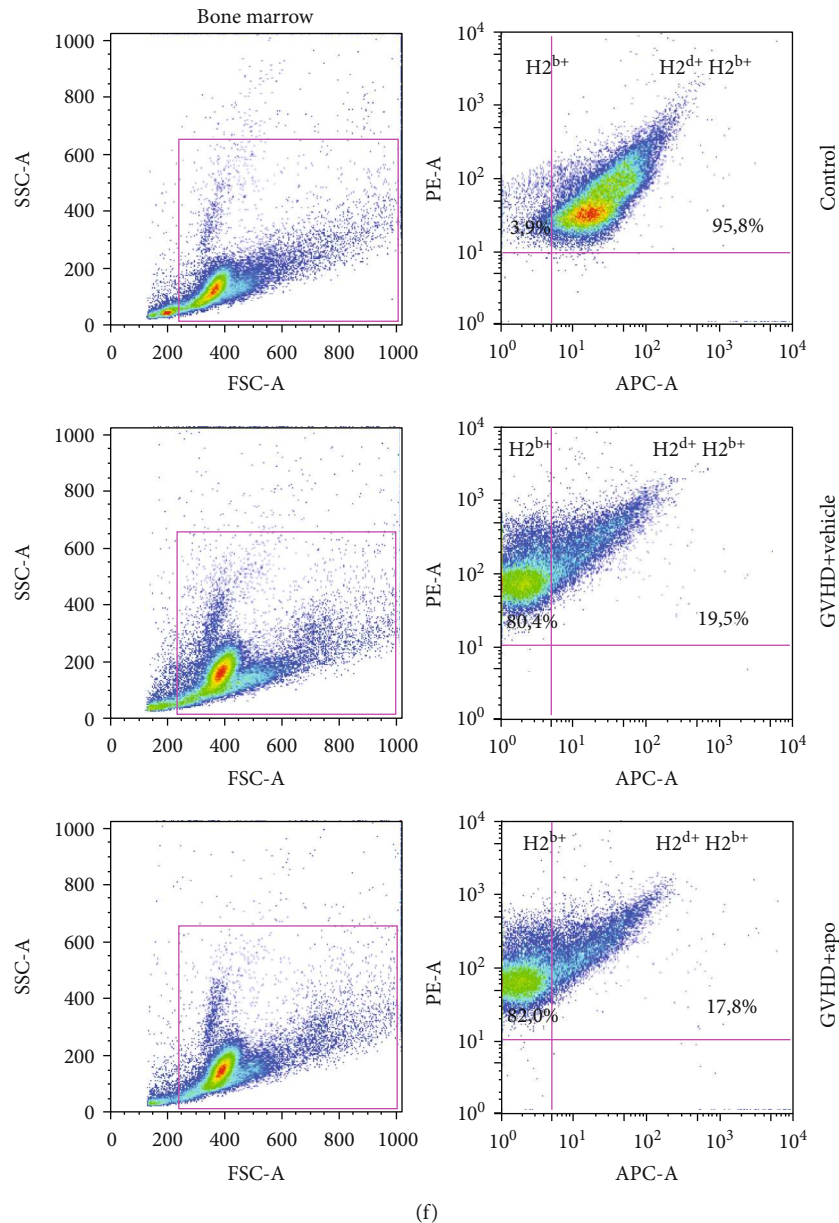 Bone marrow
1000
800
600
400
200
0
SSC-A
0 200 400 600 800 1000
FSC-A
10⁴
10³
10²
10¹
10⁰
PE-A
H2ᵇ⁺ H2ᵈ⁺ H2ᵇ⁺
3,9% 95,8%
10⁰ 10¹ 10² 10³ 10⁴
APC-A
Control
1000
800
600
400
200
0
SSC-A
0 200 400 600 800 1000
FSC-A
10⁴
10³
10²
10¹
10⁰
PE-A
H2ᵇ⁺ H2ᵈ⁺ H2ᵇ⁺
80,4% 19,5%
10⁰ 10¹ 10² 10³ 10⁴
APC-A
GVHD+vehicle
1000
800
600
400
200
0
SSC-A
0 200 400 600 800 1000
FSC-A
10⁴
10³
10²
10¹
10⁰
PE-A
H2ᵇ⁺ H2ᵈ⁺ H2ᵇ⁺
82,0% 17,8%
10⁰ 10¹ 10² 10³ 10⁴
APC-A
GVHD+apo
(f)